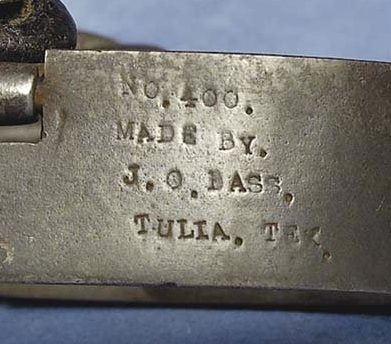 NO. 400.
MADE BY.
J. O. BASS,
TULIA, TEX.